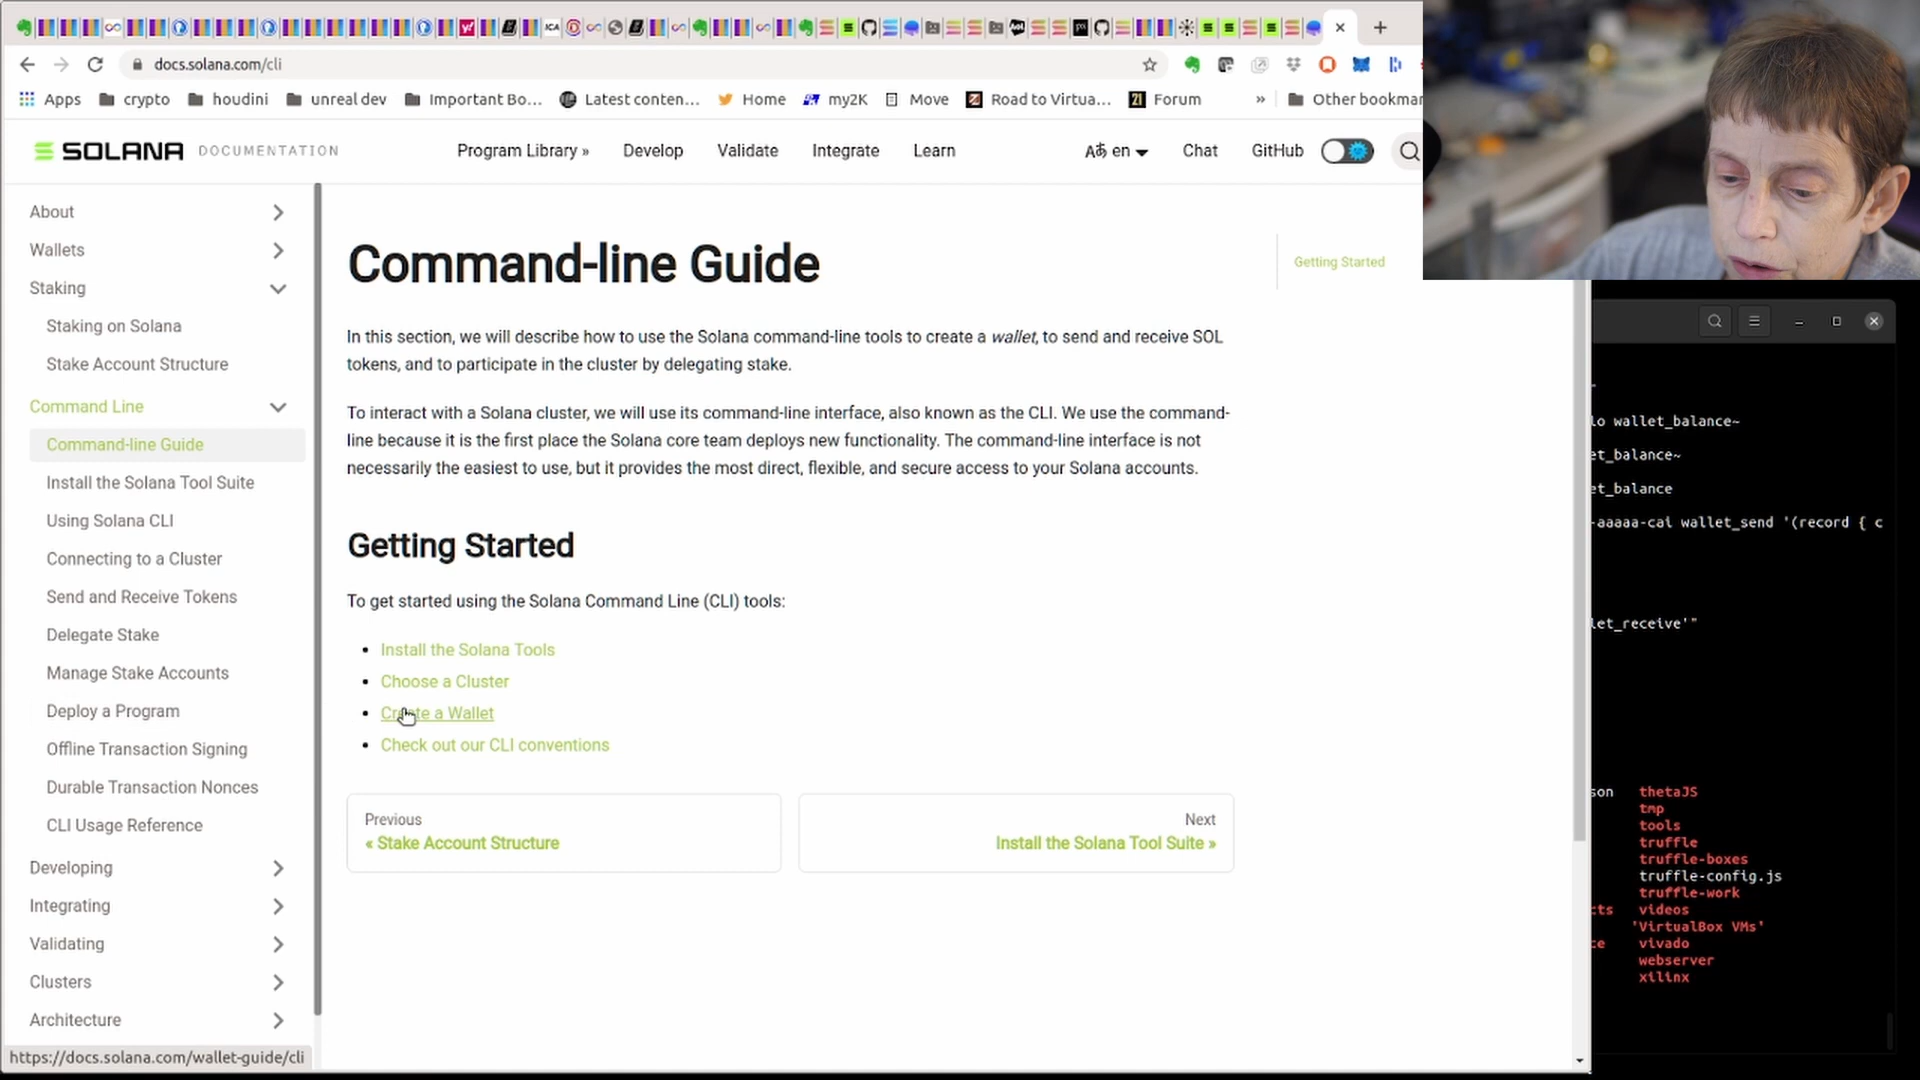 docs.solana.com/cli
Apps crypto houdini unreal dev Important Bo... Latest conten... Home my2K Move Road to Virtua... Forum » Other bookmar
SOLANA DOCUMENTATION Program Library » Develop Validate Integrate Learn en Chat GitHub
About
Wallets
Staking
Staking on Solana
Stake Account Structure
Command Line
Command-line Guide
Install the Solana Tool Suite
Using Solana CLI
Connecting to a Cluster
Send and Receive Tokens
Delegate Stake
Manage Stake Accounts
Deploy a Program
Offline Transaction Signing
Durable Transaction Nonces
CLI Usage Reference
Developing
Integrating
Validating
Clusters
Architecture
https://docs.solana.com/wallet-guide/cli
Command-line Guide
In this section, we will describe how to use the Solana command-line tools to create a wallet, to send and receive SOL
tokens, and to participate in the cluster by delegating stake.
To interact with a Solana cluster, we will use its command-line interface, also known as the CLI. We use the command-
line because it is the first place the Solana core team deploys new functionality. The command-line interface is not
necessarily the easiest to use, but it provides the most direct, flexible, and secure access to your Solana accounts.
Getting Started
To get started using the Solana Command Line (CLI) tools:
Install the Solana Tools
Choose a Cluster
Create a Wallet
Check out our CLI conventions
Previous
« Stake Account Structure
Next
Install the Solana Tool Suite »
Getting Started
lo wallet_balance~
et_balance~
et_balance
-aaaaa-cai wallet_send '(record { c
let_receive'"
son thetaJS
tmp
tools
truffle
truffle-boxes
truffle-config.js
truffle-work
cts videos
'VirtualBox VMs'
ce vivado
webserver
xilinx